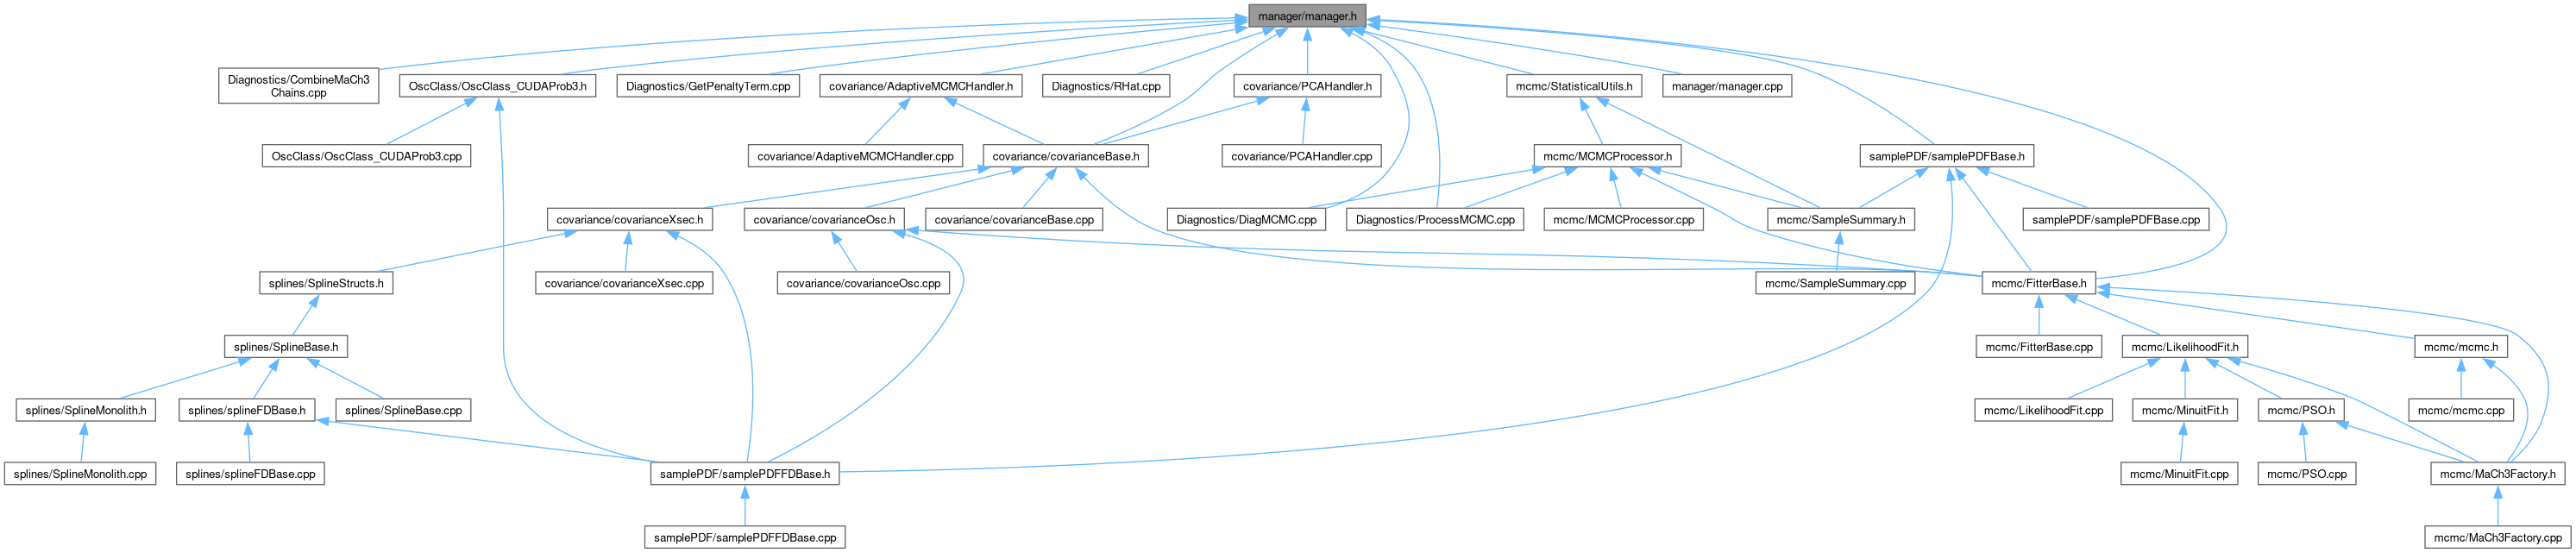 manager/manager.h
Diagnostics/CombineMaCh3
Chains.cpp
OscClass/OscClass_CUDAProb3.h
Diagnostics/GetPenaltyTerm.cpp
covariance/AdaptiveMCMCHandler.h
Diagnostics/RHat.cpp
covariance/PCAHandler.h
mcmc/StatisticalUtils.h
manager/manager.cpp
OscClass/OscClass_CUDAProb3.cpp
covariance/AdaptiveMCMCHandler.cpp
covariance/covarianceBase.h
covariance/PCAHandler.cpp
mcmc/MCMCProcessor.h
samplePDF/samplePDFBase.h
covariance/covarianceXsec.h
covariance/covarianceOsc.h
covariance/covarianceBase.cpp
Diagnostics/DiagMCMC.cpp
Diagnostics/ProcessMCMC.cpp
mcmc/MCMCProcessor.cpp
mcmc/SampleSummary.h
samplePDF/samplePDFBase.cpp
splines/SplineStructs.h
covariance/covarianceXsec.cpp
covariance/covarianceOsc.cpp
mcmc/SampleSummary.cpp
mcmc/FitterBase.h
splines/SplineBase.h
mcmc/FitterBase.cpp
mcmc/LikelihoodFit.h
mcmc/mcmc.h
splines/SplineMonolith.h
splines/splineFDBase.h
splines/SplineBase.cpp
mcmc/LikelihoodFit.cpp
mcmc/MinuitFit.h
mcmc/PSO.h
mcmc/mcmc.cpp
splines/SplineMonolith.cpp
splines/splineFDBase.cpp
samplePDF/samplePDFFDBase.h
mcmc/MinuitFit.cpp
mcmc/PSO.cpp
mcmc/MaCh3Factory.h
samplePDF/samplePDFFDBase.cpp
mcmc/MaCh3Factory.cpp